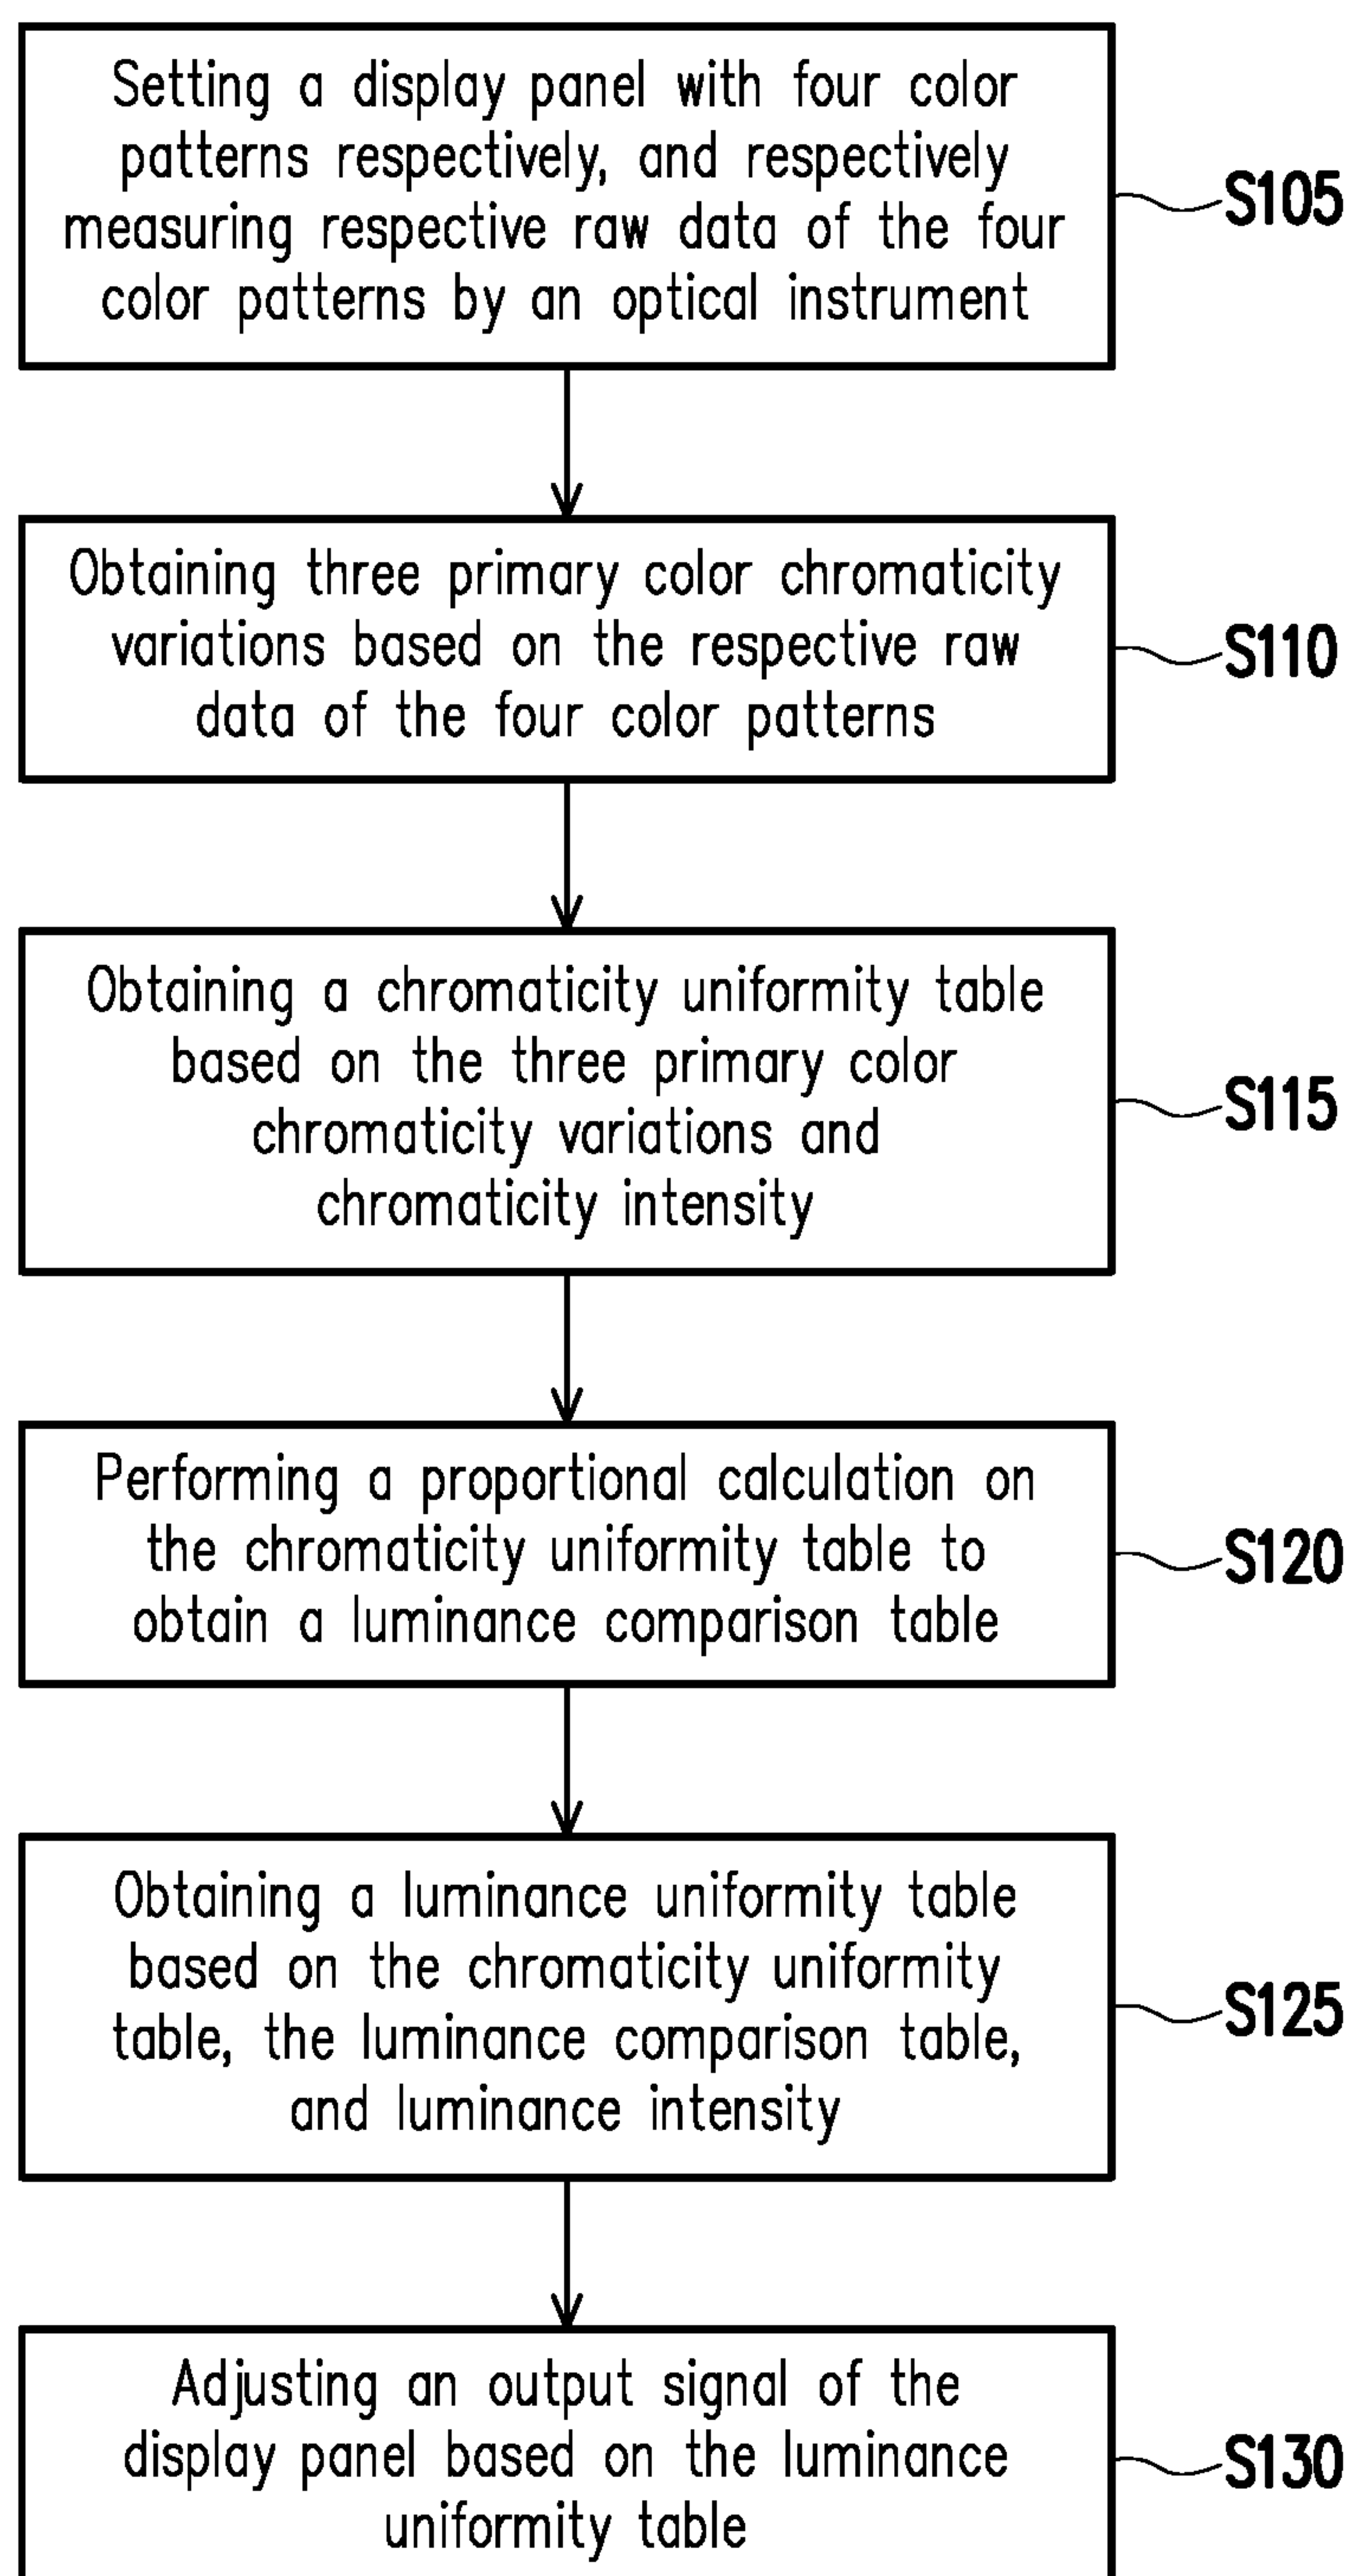 Setting a display panel with four color
patterns respectively, and respectively
measuring respective raw data of the four
color patterns by an optical instrument
S105
Obtaining three primary color chromaticity
variations based on the respective raw
data of the four color patterns
S110
Obtaining a chromaticity uniformity table
based on the three primary color
chromaticity variations and
chromaticity intensity
S115
Performing a proportional calculation on
the chromaticity uniformity table to
obtain a luminance comparison table
S120
Obtaining a luminance uniformity table
based on the chromaticity uniformity
table, the luminance comparison table,
and luminance intensity
S125
Adjusting an output signal of the
display panel based on the luminance
uniformity table
S130